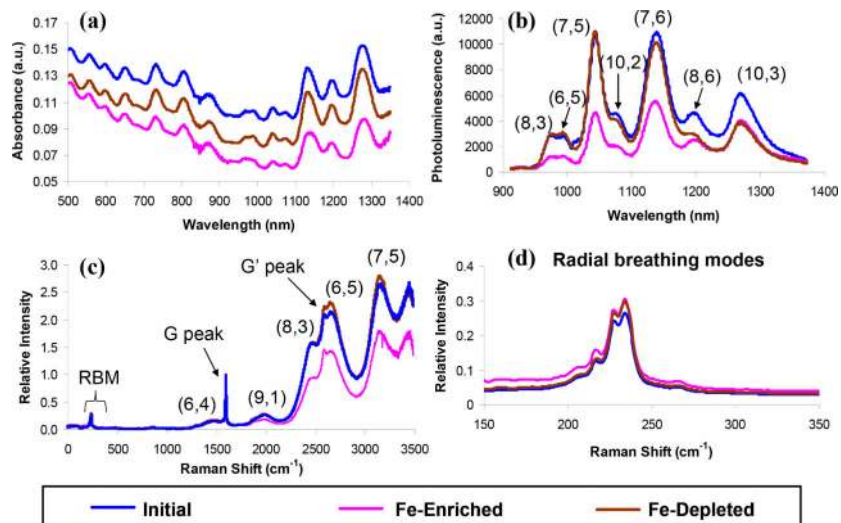 (a)
Absorbance (a.u.)
0.17
0.15
0.13
0.11
0.09
0.07
0.05
500 600 700 800 900 1000 1100 1200 1300 1400
Wavelength (nm)
(b)
Photoluminescence (a.u.)
12000
10000
8000
6000
4000
2000
0
(7,5)
(7,6)
(10,2)
(6,5)
(8,6)
(10,3)
(8,3)
900 1000 1100 1200 1300 1400
Wavelength (nm)
(c)
Relative Intensity
3.0
2.5
2.0
1.5
1.0
0.5
0.0
(7,5)
G' peak
(6,5)
G peak
(8,3)
RBM
(6,4)
(9,1)
0 500 1000 1500 2000 2500 3000 3500
Raman Shift (cm-1)
(d) Radial breathing modes
Relative Intensity
0.4
0.3
0.2
0.1
0
150 200 250 300 350
Raman Shift (cm-1)
Initial Fe-Enriched Fe-Depleted